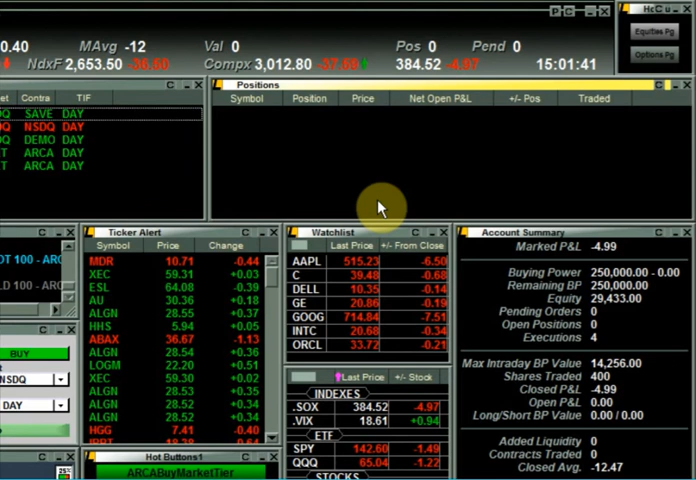 P C
0.40 MAvg -12 Val 0 Pos 0 Pend 0
NdxF 2,653.50 -36.50 Compx 3,012.80 -37.59 384.52 -4.97 15:01:41
Equities Pg
Options Pg
et Contra TIF
Q SAVE DAY
Q NSDQ DAY
Q DEMO DAY
T ARCA DAY
T ARCA DAY
C
Positions
C
Symbol Position Price Net Open P&L +/- Pos Traded
C
OT 100 - ARC
LD 100 - ARC
C
BUY
NSDQ
DAY
Ticker Alert C
Symbol Price Change
MDR 10.71 -0.44
XEC 59.31 +0.03
ESL 64.08 -0.39
AU 30.36 +0.18
ALGN 28.55 +0.37
HHS 5.94 +0.05
ABAX 36.67 -1.13
ALGN 28.54 +0.36
LOGM 22.20 +0.51
XEC 59.30 +0.02
ALGN 28.53 +0.35
ALGN 28.52 +0.34
ALGN 28.52 +0.34
HGG 7.41 -0.40
18.38 0.64
Hot Buttons1 C
ARCABuyMarketTier
25%
Watchlist C
Last Price +/- From Close
AAPL 515.23 -6.50
C 39.48 -0.68
DELL 10.35 -0.14
GE 20.86 -0.19
GOOG 714.84 -7.51
INTC 20.68 -0.34
ORCL 33.72 -0.21
Last Price +/- Stock
INDEXES
.SOX 384.52 -4.97
.VIX 18.61 +0.94
ETF
SPY 142.60 -1.49
QQQ 65.04 -1.22
STOCKS
Account Summary C
Marked P&L -4.99
Buying Power 250,000.00 - 0.00
Remaining BP 250,000.00
Equity 29,433.00
Pending Orders 0
Open Positions 0
Executions 4
Max Intraday BP Value 14,256.00
Shares Traded 400
Closed P&L -4.99
Open P&L 0.00
Long/Short BP Value 0.00 / 0.00
Added Liquidity 0
Contracts Traded 0
Closed Avg. -12.47